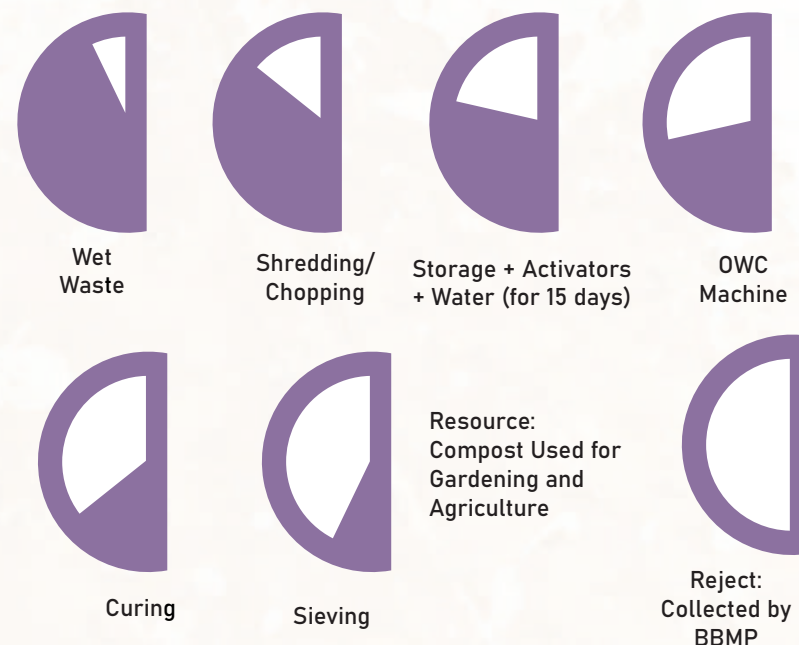 Wet
Waste
Shredding/
Chopping
Storage + Activators
+ Water (for 15 days)
OWC
Machine
Curing
Sieving
Resource:
Compost Used for
Gardening and
Agriculture
Reject:
Collected by
BBMP